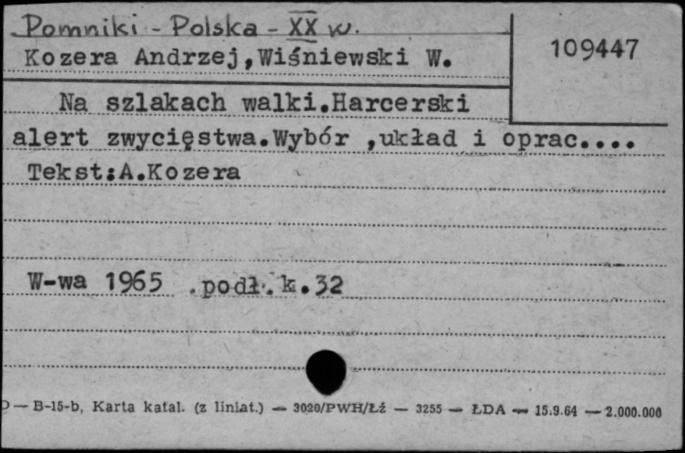 Pomniki - Polska - XX w.
Kozera Andrzej,Wiśniewski W.
109447
Na szlakach walki.Harcerski
alert zwycięstwa.Wybór ,układ i oprac....
Tekst:A.Kozera
W-wa 1965 .podł. k.32
— B-15-b, Karta katal. (z liniat.) — 3020/PWH/Łź — 3255 — ŁDA — 15.9.64 — 2.000.000